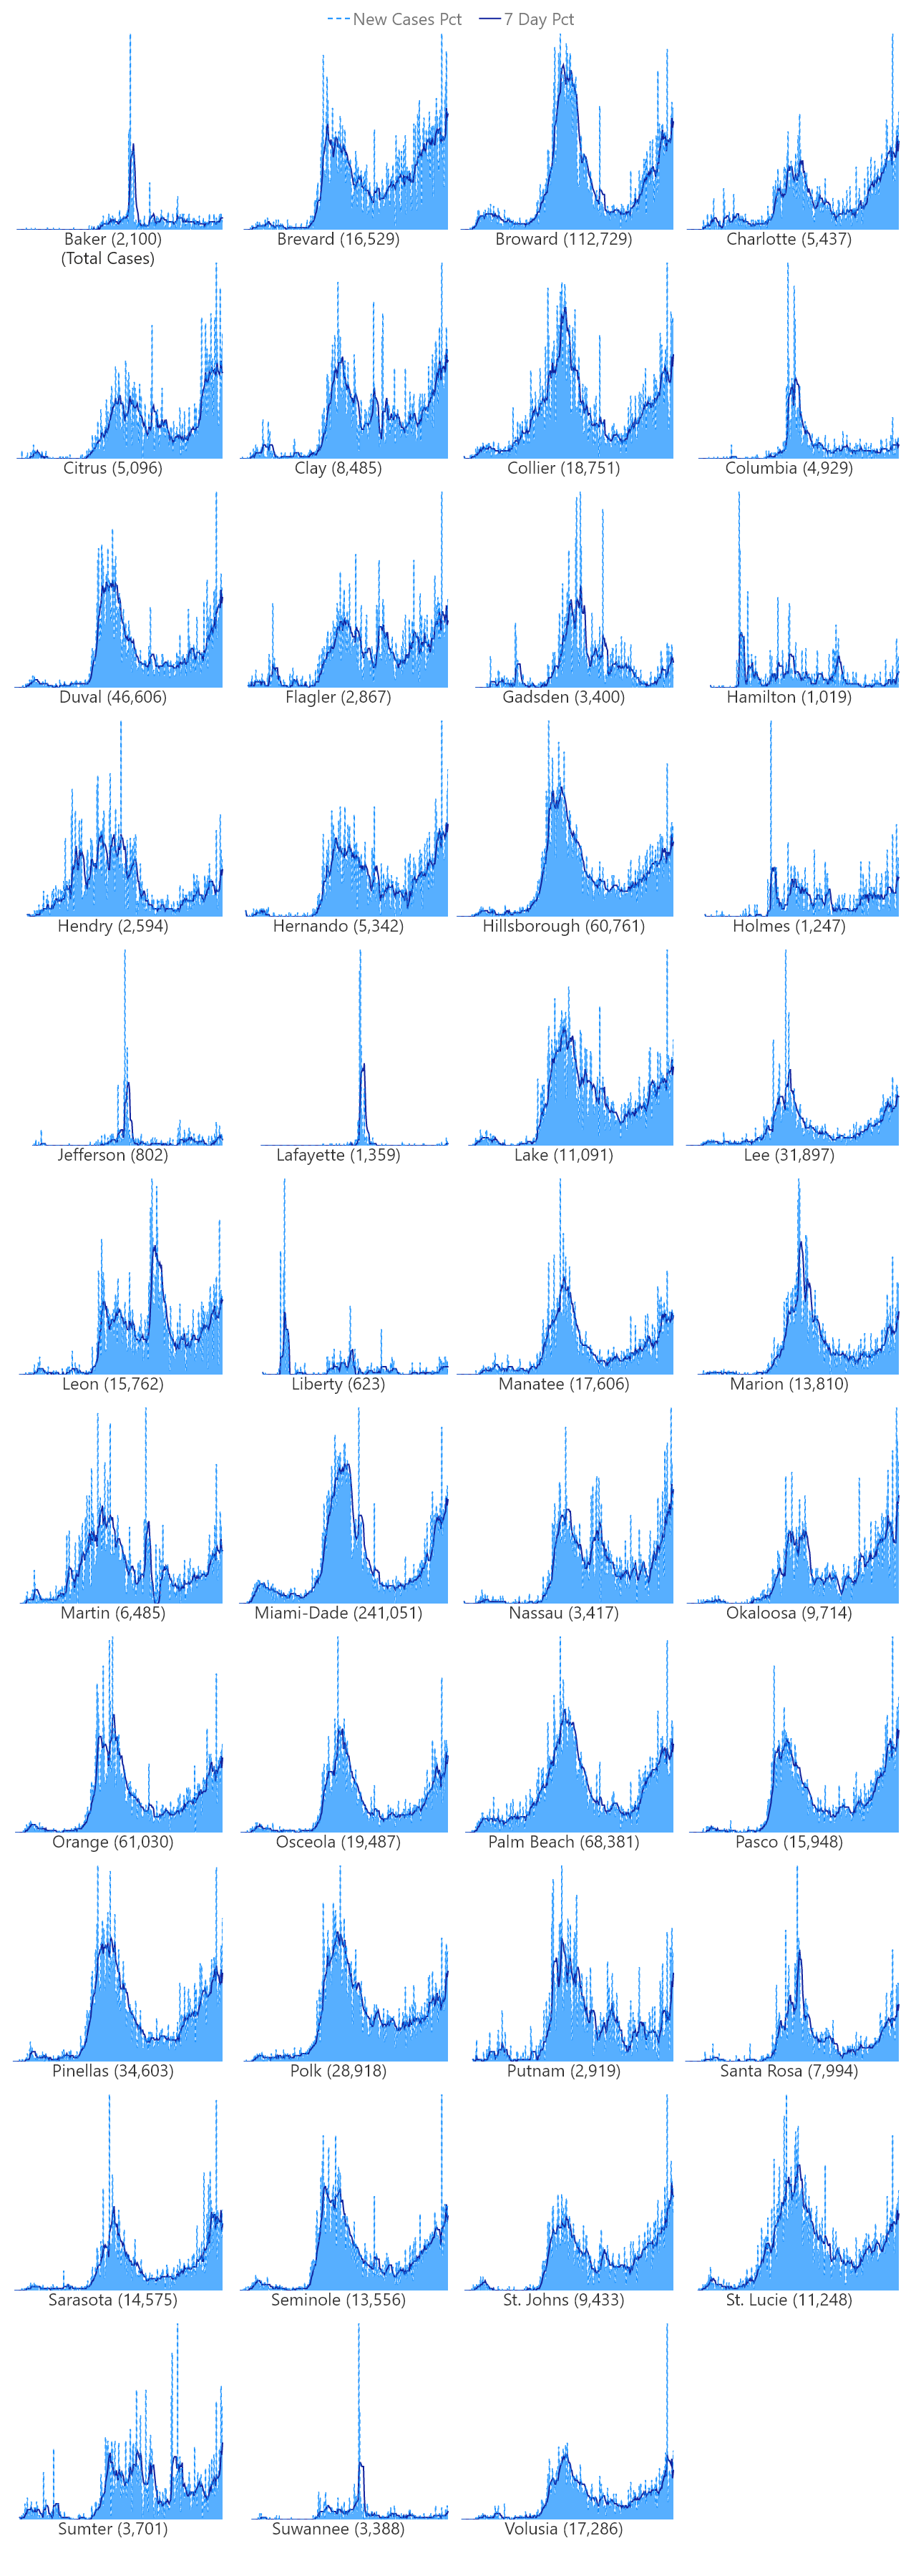 New Cases Pct 7 Day Pct
Baker (2,100) Brevard (16,529) Broward (112,729) Charlotte (5,437)
(Total Cases)
Citrus (5,096) Clay (8,485) Collier (18,751) Columbia (4,929)
Duval (46,606) Flagler (2,867) Gadsden (3,400) Hamilton (1,019)
Hendry (2,594) Hernando (5,342) Hillsborough (60,761) Holmes (1,247)
Jefferson (802) Lafayette (1,359) Lake (11,091) Lee (31,897)
Leon (15,762) Liberty (623) Manatee (17,606) Marion (13,810)
Martin (6,485) Miami-Dade (241,051) Nassau (3,417) Okaloosa (9,714)
Orange (61,030) Osceola (19,487) Palm Beach (68,381) Pasco (15,948)
Pinellas (34,603) Polk (28,918) Putnam (2,919) Santa Rosa (7,994)
Sarasota (14,575) Seminole (13,556) St. Johns (9,433) St. Lucie (11,248)
Sumter (3,701) Suwannee (3,388) Volusia (17,286)